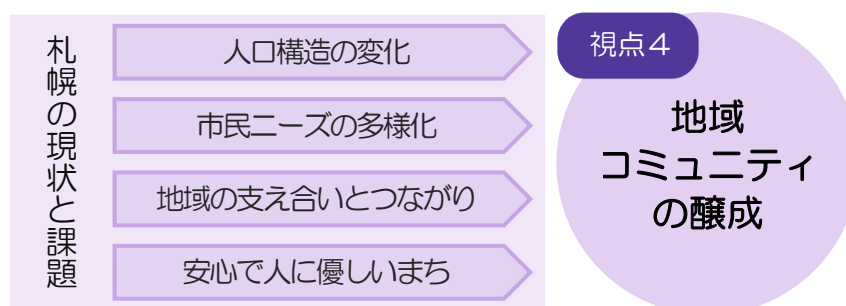 札幌の現状と課題
人口構造の変化
市民ニーズの多様化
地域の支え合いとつながり
安心で人に優しいまち
視点4
地域
コミュニティ
の醸成